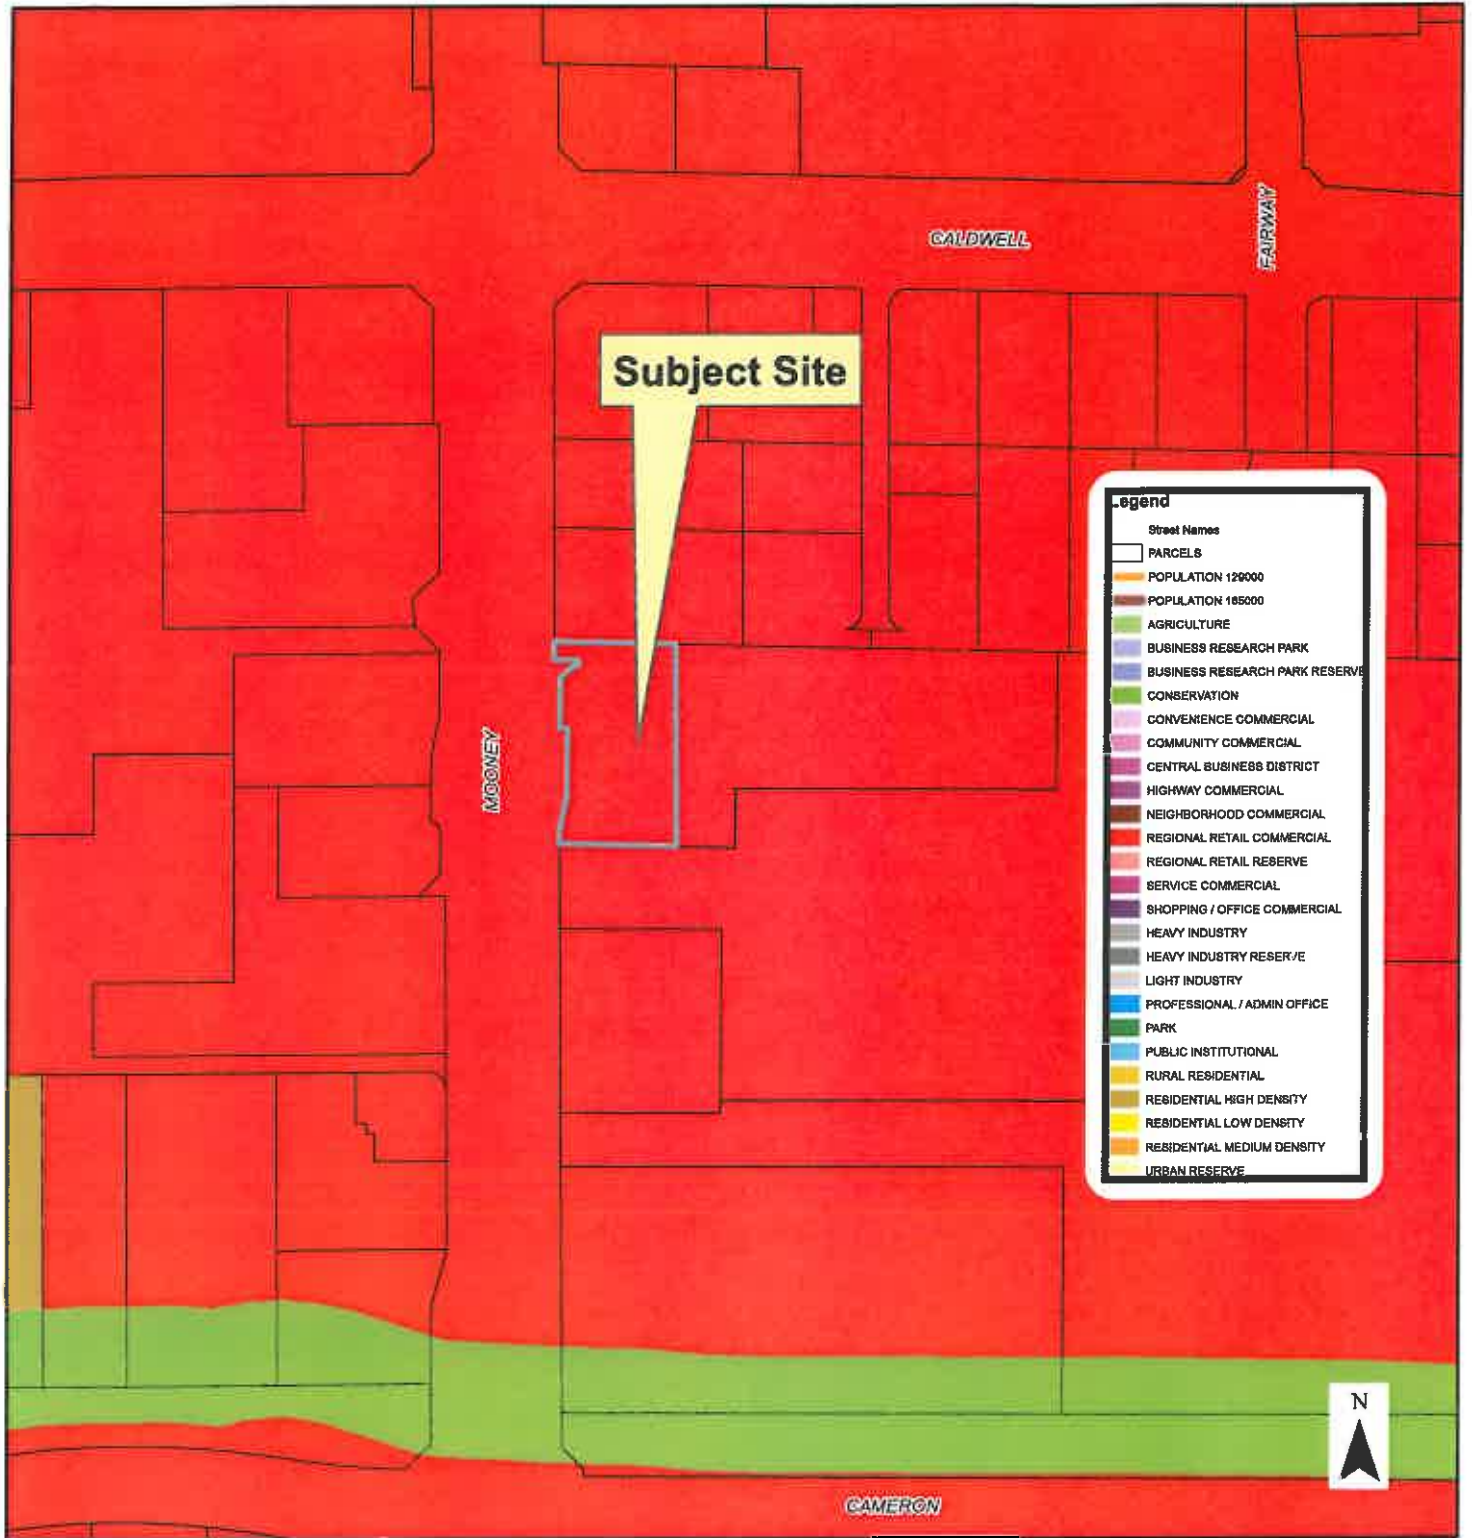 CALDWELL
FAIRWAY
Subject Site
MOONEY
Legend
Street Names
PARCELS
POPULATION 129000
POPULATION 165000
AGRICULTURE
BUSINESS RESEARCH PARK
BUSINESS RESEARCH PARK RESERVE
CONSERVATION
CONVENIENCE COMMERCIAL
COMMUNITY COMMERCIAL
CENTRAL BUSINESS DISTRICT
HIGHWAY COMMERCIAL
NEIGHBORHOOD COMMERCIAL
REGIONAL RETAIL COMMERCIAL
REGIONAL RETAIL RESERVE
SERVICE COMMERCIAL
SHOPPING / OFFICE COMMERCIAL
HEAVY INDUSTRY
HEAVY INDUSTRY RESERVE
LIGHT INDUSTRY
PROFESSIONAL / ADMIN OFFICE
PARK
PUBLIC INSTITUTIONAL
RURAL RESIDENTIAL
RESIDENTIAL HIGH DENSITY
RESIDENTIAL LOW DENSITY
RESIDENTIAL MEDIUM DENSITY
URBAN RESERVE
N
CAMERON